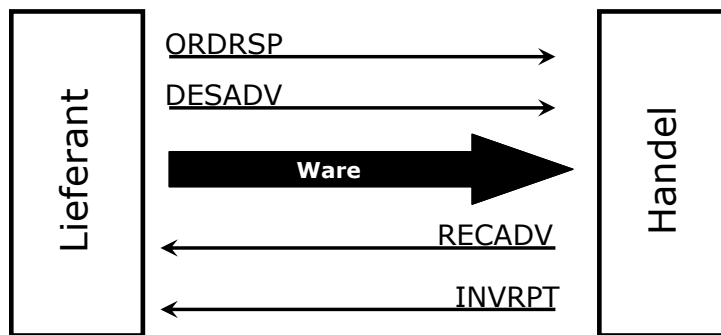 Lieferant
ORDRSP
DESADV
Ware
RECADV
INVRPT
Handel